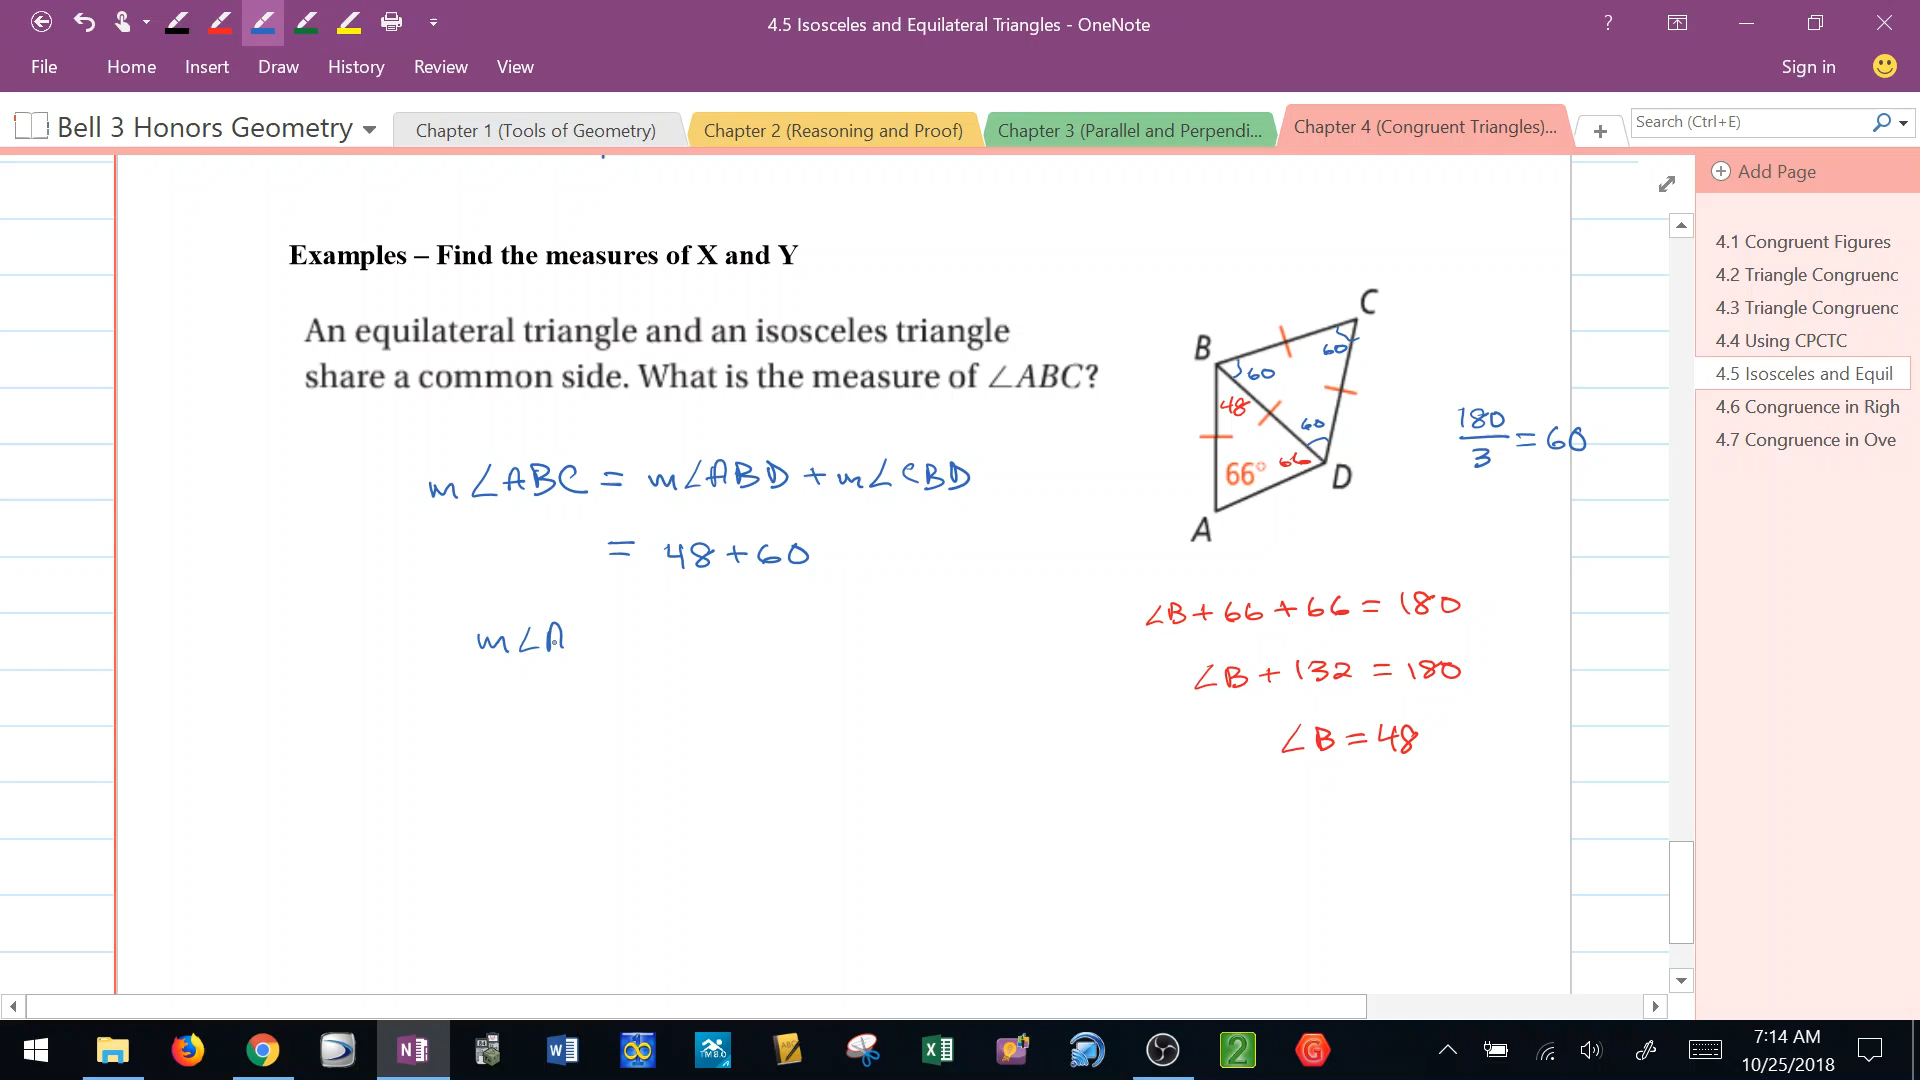 4.5 Isosceles and Equilateral Triangles - OneNote
?
File Home Insert Draw History Review View
Sign in
Bell 3 Honors Geometry
Chapter 1 (Tools of Geometry)
Chapter 2 (Reasoning and Proof)
Chapter 3 (Parallel and Perpendi...
Chapter 4 (Congruent Triangles)...
+
Search (Ctrl+E)
Add Page
4.1 Congruent Figures
4.2 Triangle Congruenc
4.3 Triangle Congruenc
4.4 Using CPCTC
4.5 Isosceles and Equil
4.6 Congruence in Righ
4.7 Congruence in Ove
Examples – Find the measures of X and Y
An equilateral triangle and an isosceles triangle
share a common side. What is the measure of ∠ABC?
C
B
60
60
48
60
66° 66
D
A
180/3 = 60
m∠ABC = m∠ABD + m∠CBD
= 48 + 60
m∠A
∠B + 66 + 66 = 180
∠B + 132 = 180
∠B = 48
7:14 AM
10/25/2018